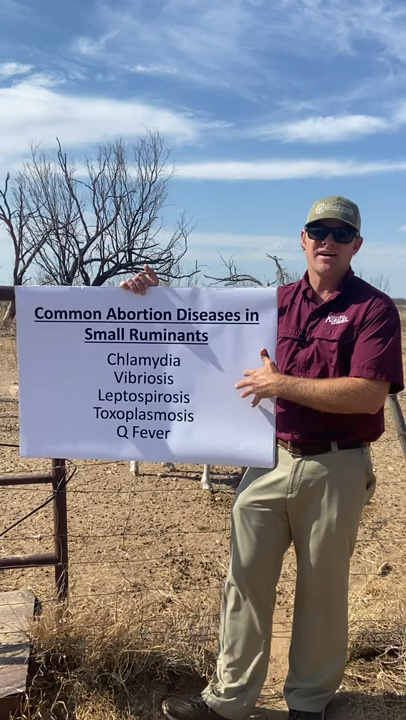 Common Abortion Diseases in
Small Ruminants
Chlamydia
Vibriosis
Leptospirosis
Toxoplasmosis
Q Fever